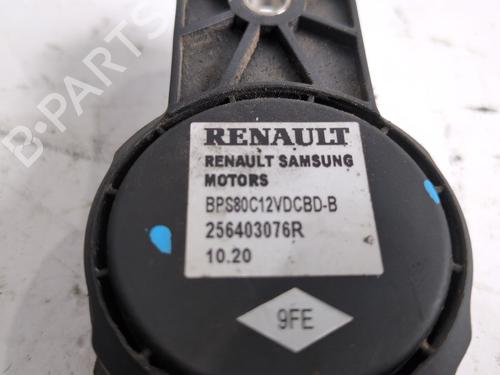 RENAULT
RENAULT SAMSUNG
MOTORS
BPS80C12VDCBD-B
256403076R
10.20
9FE
B-PARTS